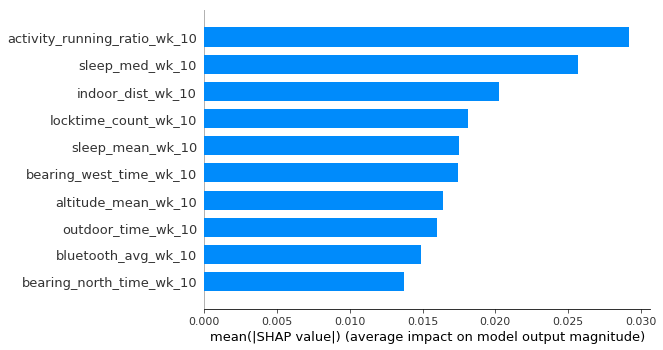 activity_running_ratio_wk_10
sleep_med_wk_10
indoor_dist_wk_10
locktime_count_wk_10
sleep_mean_wk_10
bearing_west_time_wk_10
altitude_mean_wk_10
outdoor_time_wk_10
bluetooth_avg_wk_10
bearing_north_time_wk_10
0.000 0.005 0.010 0.015 0.020 0.025 0.030
mean(|SHAP value|) (average impact on model output magnitude)